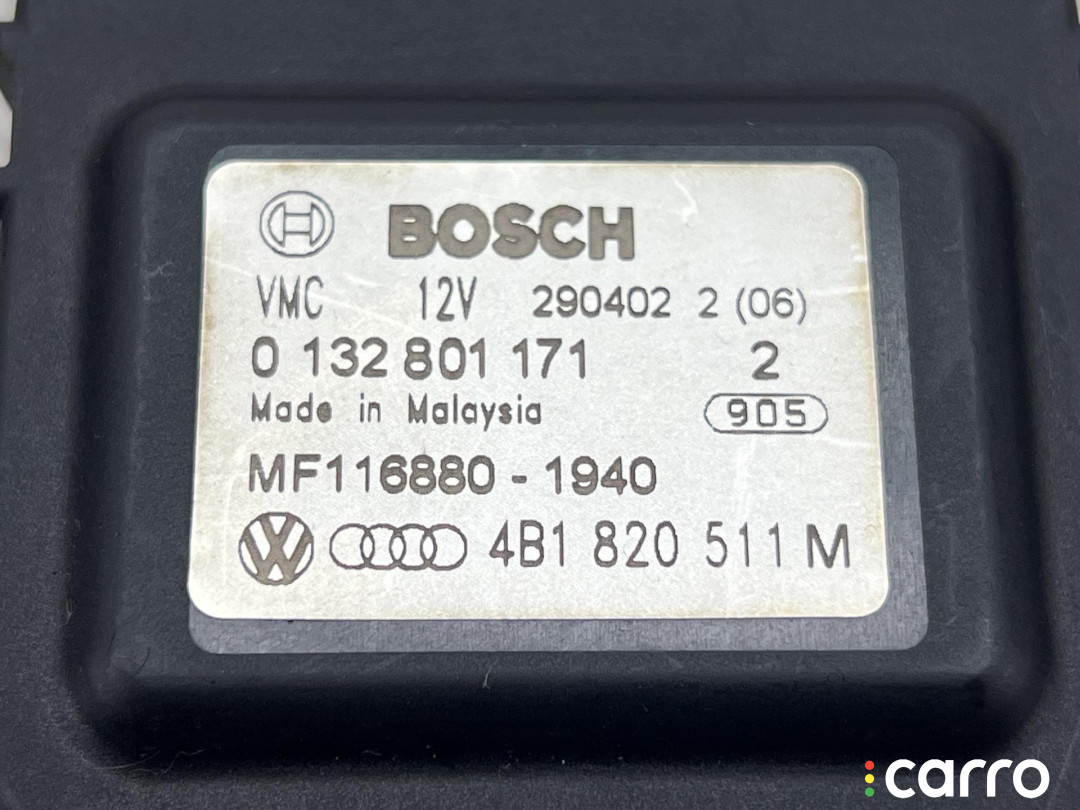 BOSCH
VMC 12V 290402 2 (06)
0 132 801 171 2
Made in Malaysia 905
MF116880 - 1940
VW 4B1 820 511 M
carro